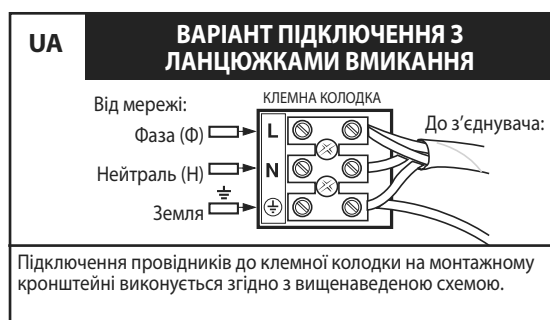 UA
ВАРІАНТ ПІДКЛЮЧЕННЯ З
ЛАНЦЮЖКАМИ ВМИКАННЯ
Від мережі:
КЛЕМНА КОЛОДКА
Фаза (Ф)
L
До з’єднувача:
Нейтраль (Н)
N
Земля
Підключення провідників до клемної колодки на монтажному
кронштейні виконується згідно з вищенаведеною схемою.